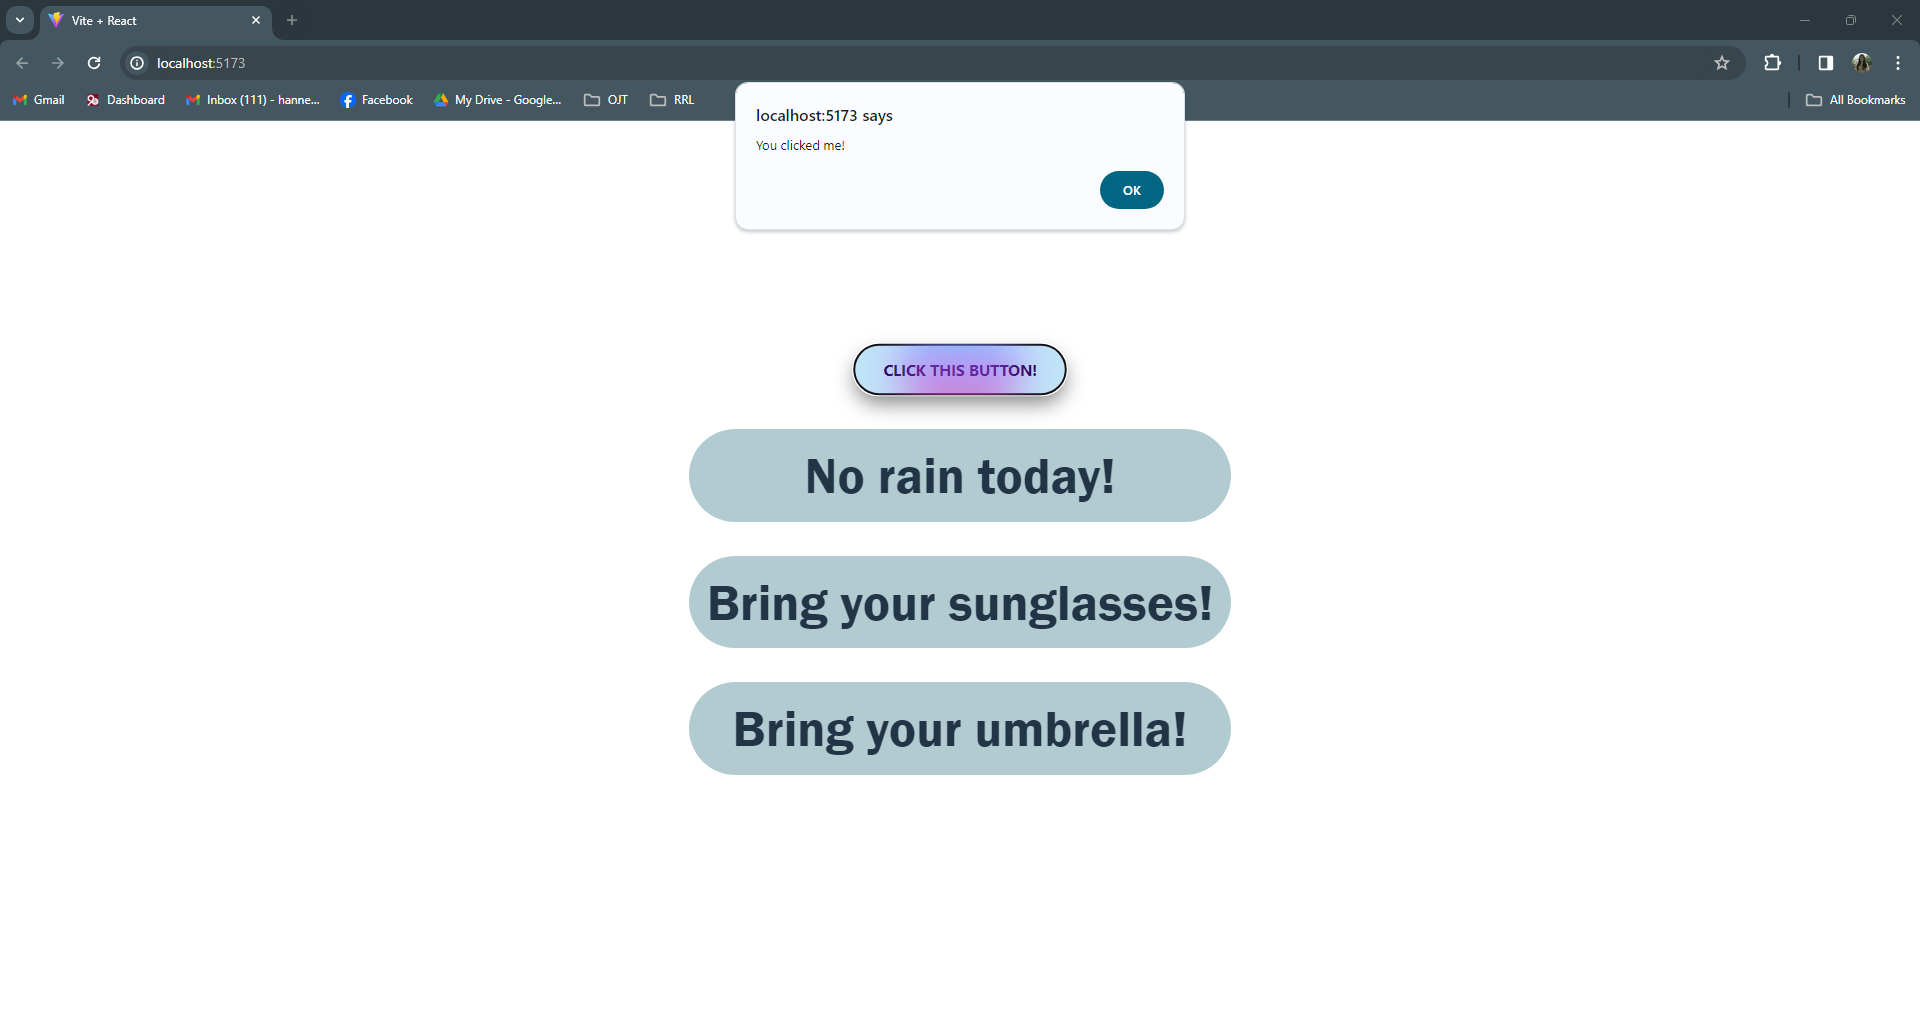 Vite + React
localhost:5173
Gmail
Dashboard
Inbox (111) - hanne...
Facebook
My Drive - Google...
OJT
RRL
All Bookmarks
localhost:5173 says
You clicked me!
OK
CLICK THIS BUTTON!
No rain today!
Bring your sunglasses!
Bring your umbrella!